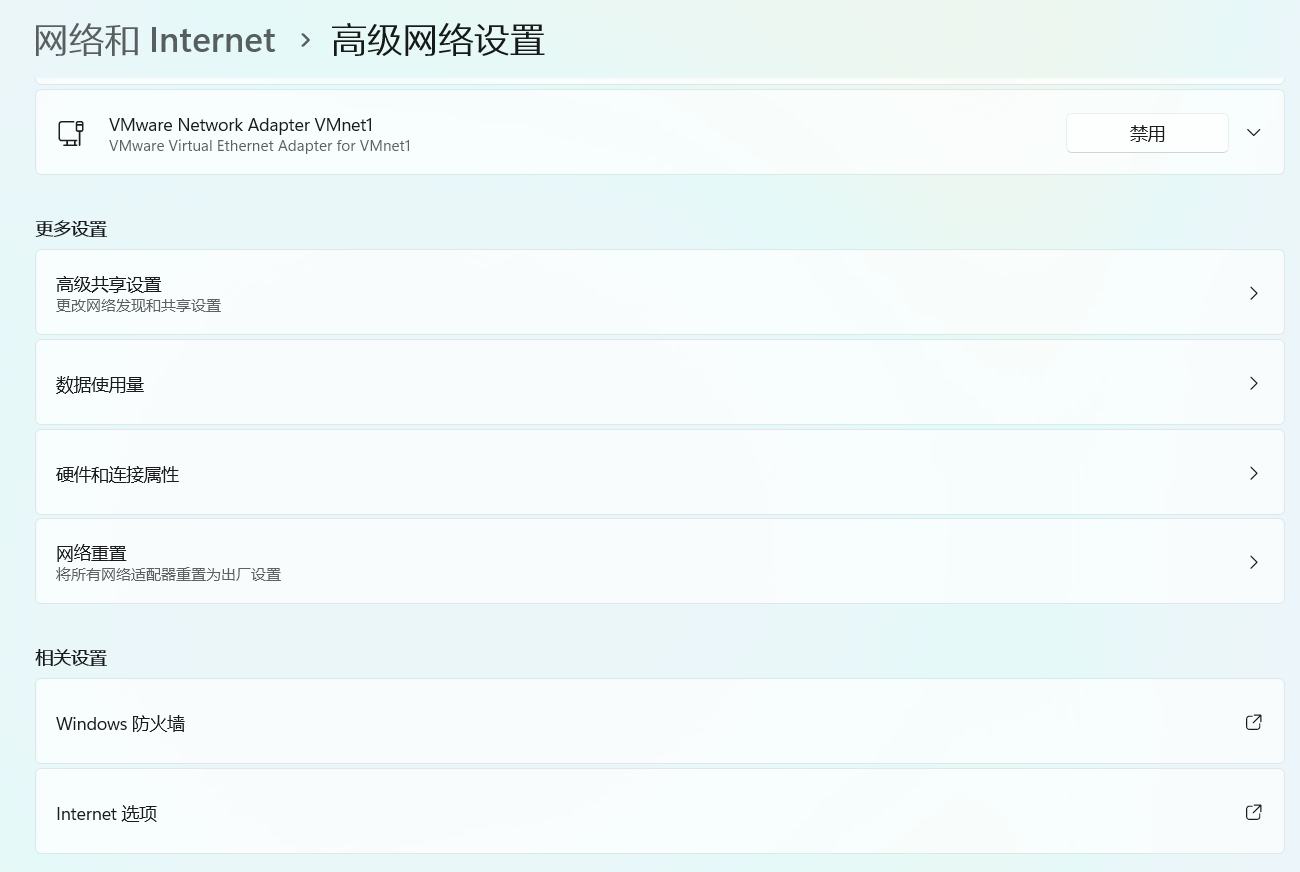 网络和 Internet > 高级网络设置
VMware Network Adapter VMnet1
VMware Virtual Ethernet Adapter for VMnet1
禁用
更多设置
高级共享设置
更改网络发现和共享设置
数据使用量
硬件和连接属性
网络重置
将所有网络适配器重置为出厂设置
相关设置
Windows 防火墙
Internet 选项